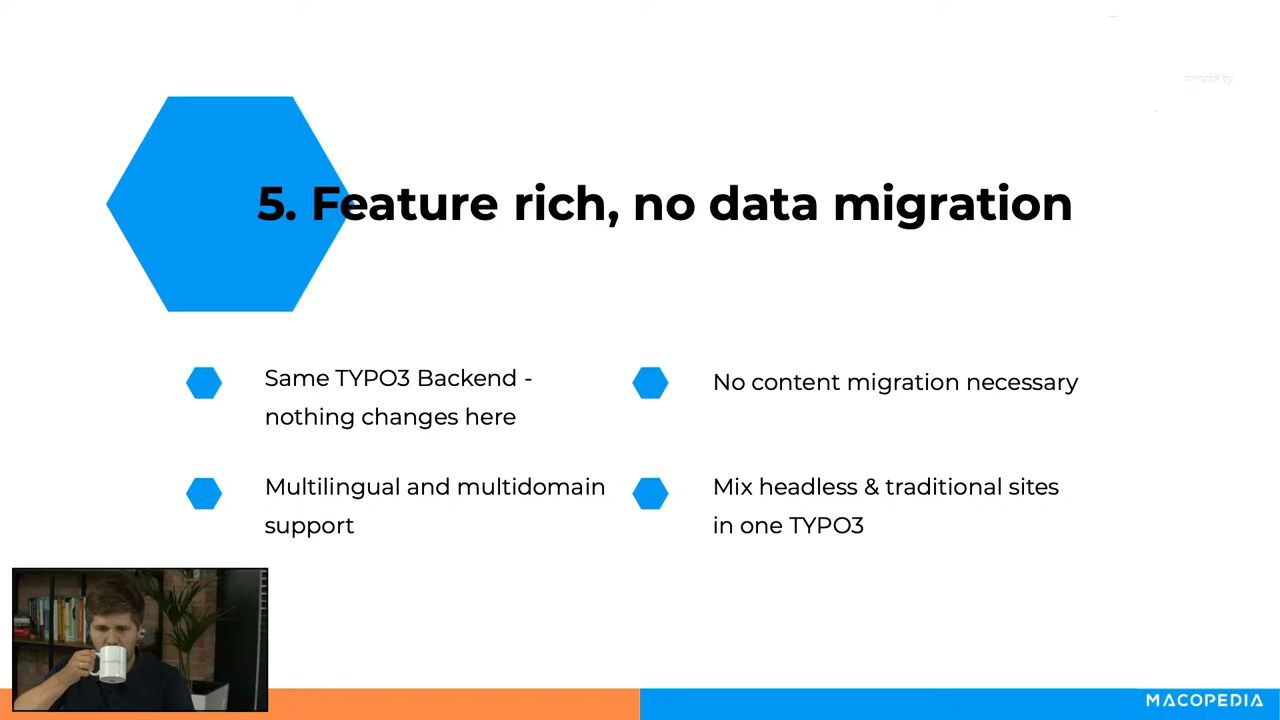 5. Feature rich, no data migration
Same TYPO3 Backend -
nothing changes here
No content migration necessary
Multilingual and multidomain
support
Mix headless & traditional sites
in one TYPO3
MACOPEDIA